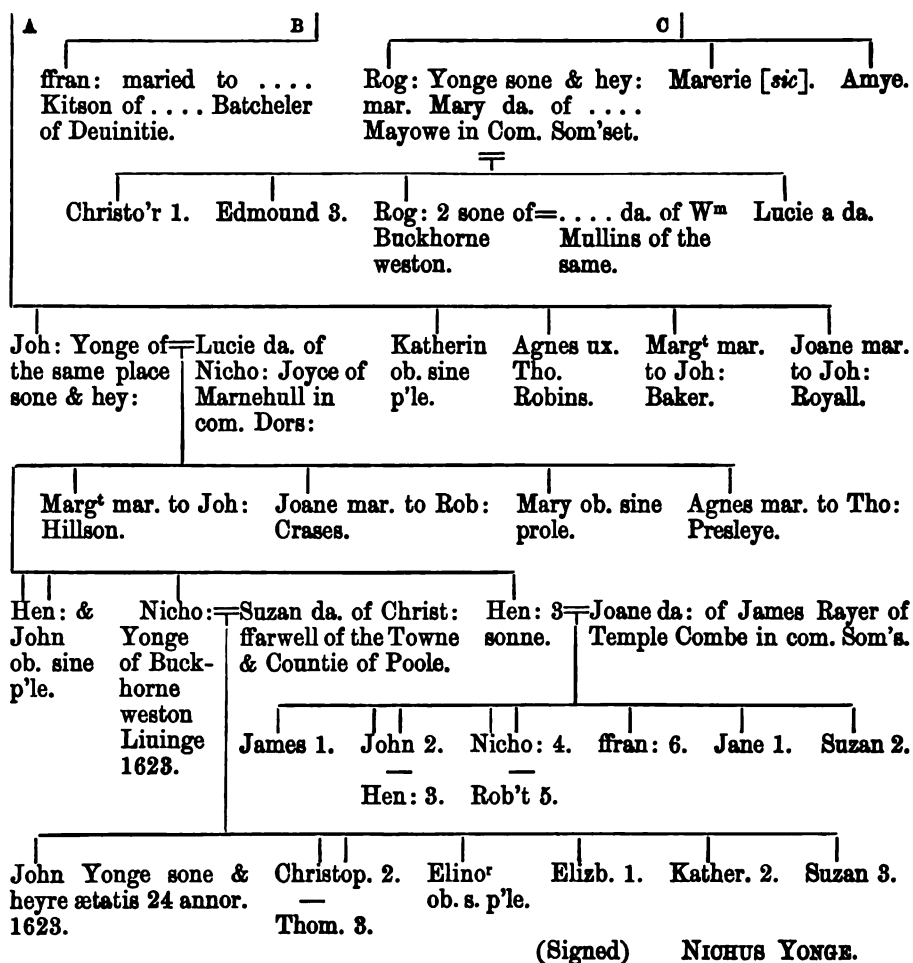 A B C
ffran: maried to . . . .
Kitson of . . . . Batcheler
of Deuinitie.
Rog: Yonge sone & hey:
mar. Mary da. of . . . .
Mayowe in Com. Som'set.
Marerie [sic].
Amye.
Christo'r 1.
Edmound 3.
Rog: 2 sone of
Buckhorne
weston.
= . . . . da. of Wm
Mullins of the
same.
Lucie a da.
Joh: Yonge of
the same place
sone & hey:
Lucie da. of
Nicho: Joyce of
Marnehull in
com. Dors:
Katherin
ob. sine
p'le.
Agnes ux.
Tho.
Robins.
Margt mar.
to Joh:
Baker.
Joane mar.
to Joh:
Royall.
Margt mar. to Joh:
Hillson.
Joane mar. to Rob:
Crases.
Mary ob. sine
prole.
Agnes mar. to Tho:
Presleye.
Hen: &
John
ob. sine
p'le.
Nicho:
Yonge
of Buck-
horne
weston
Liuinge
1623.
Suzan da. of Christ:
ffarwell of the Towne
& Countie of Poole.
Hen: 3
sonne.
Joane da: of James Rayer of
Temple Combe in com. Som's.
James 1.
John 2.
—
Hen: 3.
Nicho: 4.
—
Rob't 5.
ffran: 6.
Jane 1.
Suzan 2.
John Yonge sone &
heyre ætatis 24 annor.
1623.
Christop. 2.
—
Thom. 3.
Elinor
ob. s. p'le.
Elizb. 1.
Kather. 2.
Suzan 3.
(Signed) NICHUS YONGE.